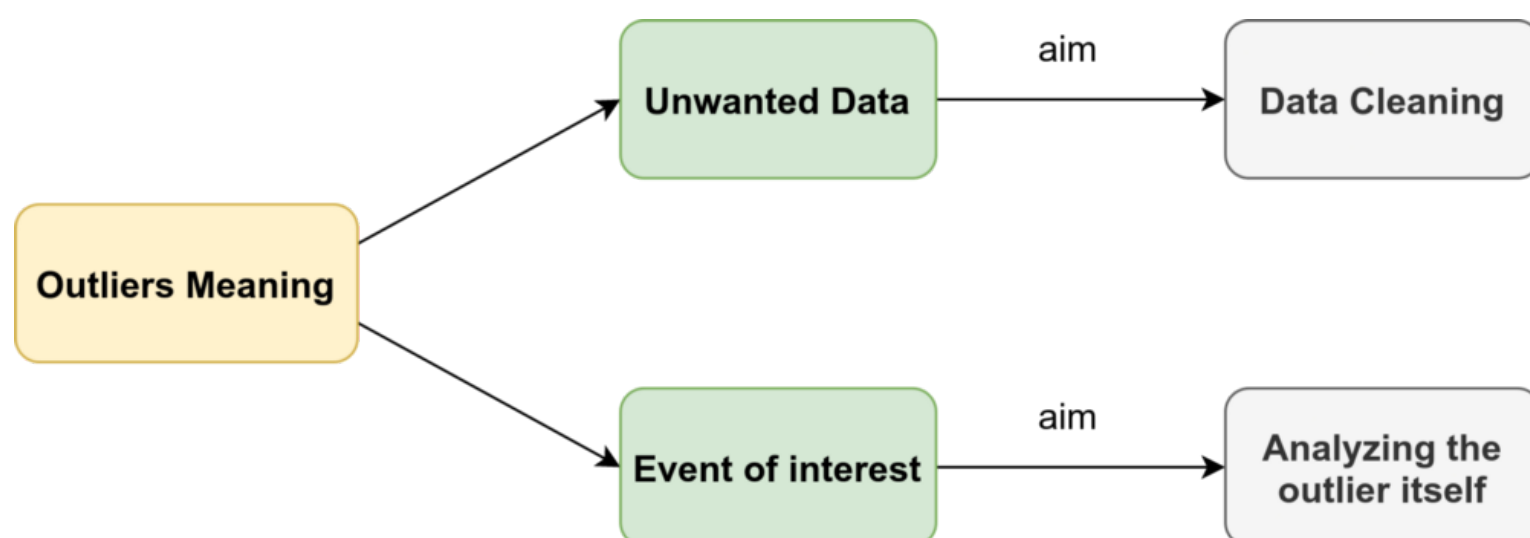 aim
Unwanted Data
Data Cleaning
Outliers Meaning
aim
Event of interest
Analyzing the
outlier itself